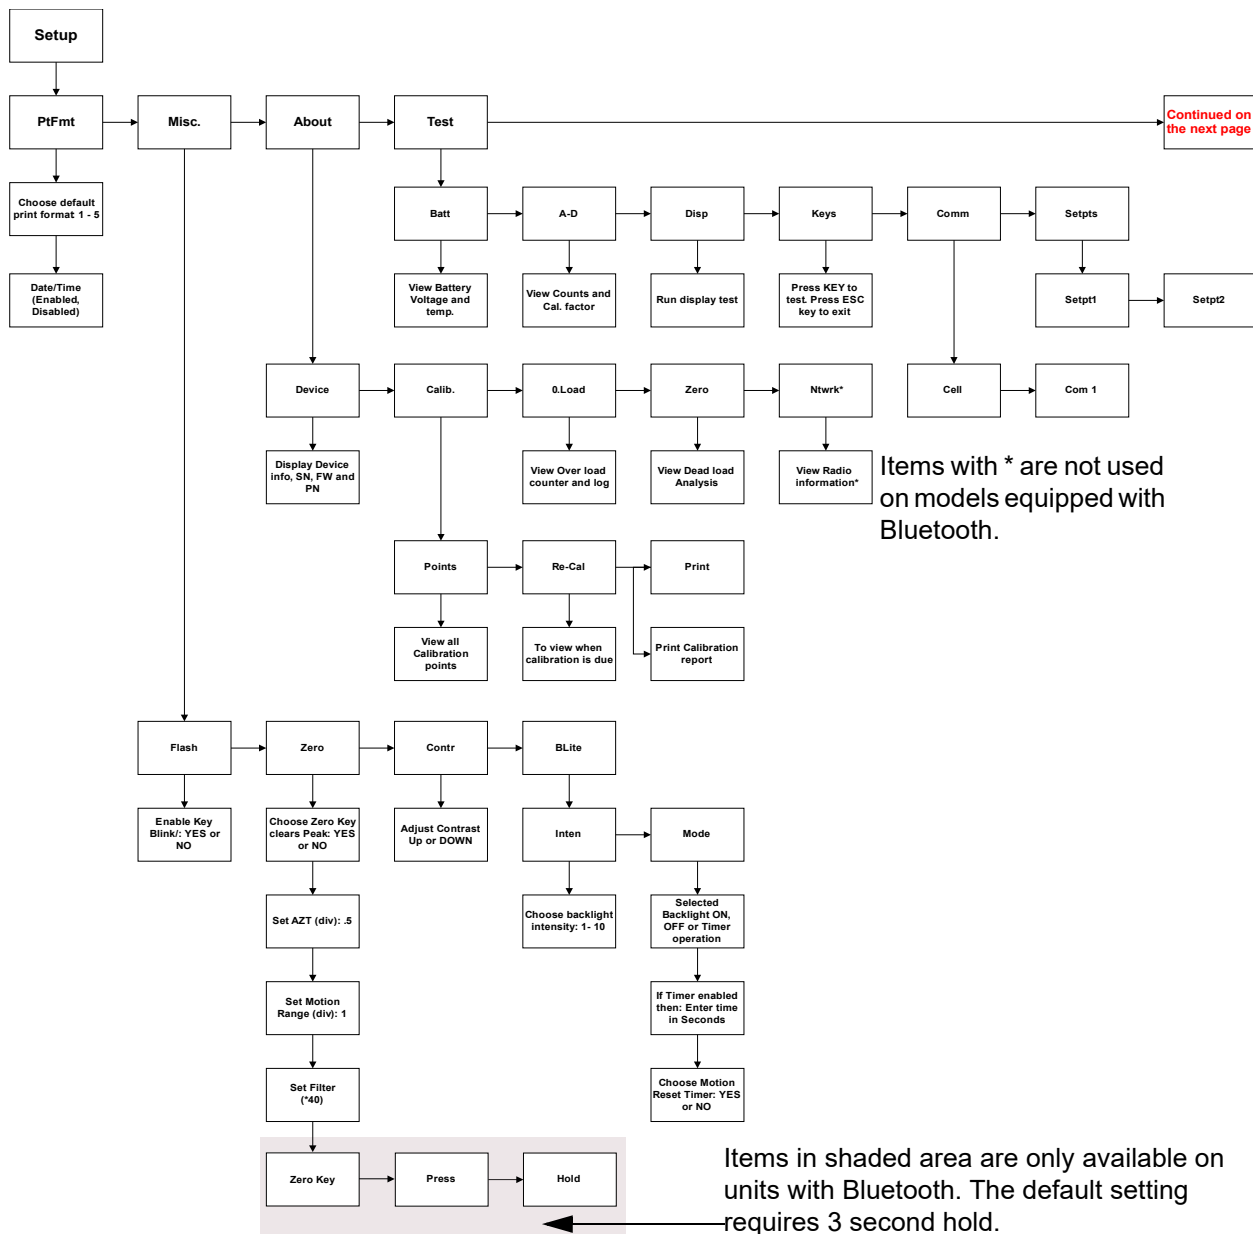 Setup
PtFmt
Misc.
About
Test
Continued on
the next page
Choose default
print format: 1 - 5
Date/Time
(Enabled,
Disabled)
Batt
A-D
Disp
Keys
Comm
Setpts
View Battery
Voltage and
temp.
View Counts and
Cal. factor
Run display test
Press KEY to
test. Press ESC
key to exit
Setpt1
Setpt2
Device
Calib.
0.Load
Zero
Ntwrk*
Cell
Com 1
Display Device
info, SN, FW and
PN
View Over load
counter and log
View Dead load
Analysis
View Radio
information*
Items with * are not used
on models equipped with
Bluetooth.
Points
Re-Cal
Print
View all
Calibration
points
To view when
calibration is due
Print Calibration
report
Flash
Zero
Contr
BLite
Enable Key
Blink/: YES or
NO
Choose Zero Key
clears Peak: YES
or NO
Adjust Contrast
Up or DOWN
Inten
Mode
Set AZT (div): .5
Choose backlight
intensity: 1- 10
Selected
Backlight ON,
OFF or Timer
operation
Set Motion
Range (div): 1
If Timer enabled
then: Enter time
in Seconds
Set Filter
(*40)
Choose Motion
Reset Timer: YES
or NO
Zero Key
Press
Hold
Items in shaded area are only available on
units with Bluetooth. The default setting
requires 3 second hold.